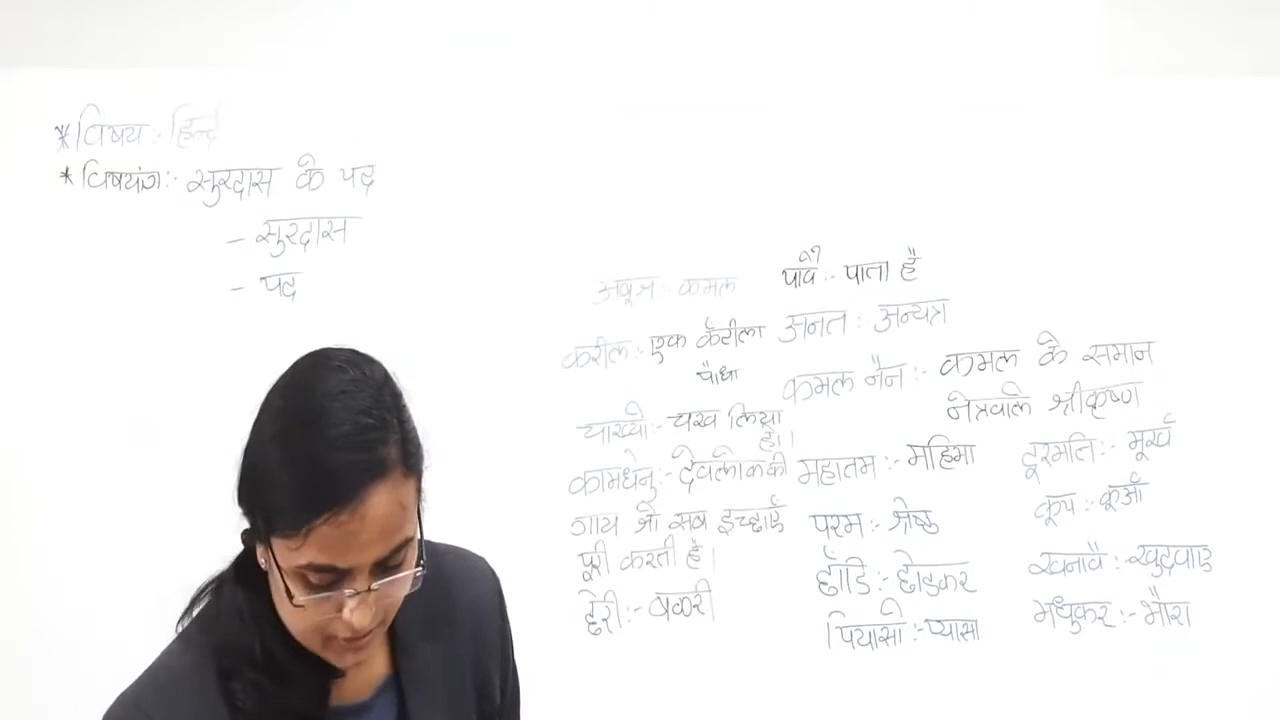 * विषय :- हिन्दी
* विषयांश :- सुरदास के पद
- सुरदास
- पद
अंबूज :- कमल
करील :- एक कँटीला
पौधा
चाख्यो :- चख लिया
हो।
कामधेनु :- देवलोक की
गाय जो सब इच्छाएँ
पूरी करती है।
छेरी :- बकरी
पावै :- पाता है
अनत : अन्यत्र
कमल नैन :- कमल के समान
नेत्रवाले श्रीकृष्ण
महातम :- महिमा
परम :- श्रेष्ठ
छाँडि :- छोडकर
पियासो :- प्यासा
दूरमति :- मूर्ख
कूप :- कूआँ
खनावै :- खुदवाए
मधुकर :- भौरा